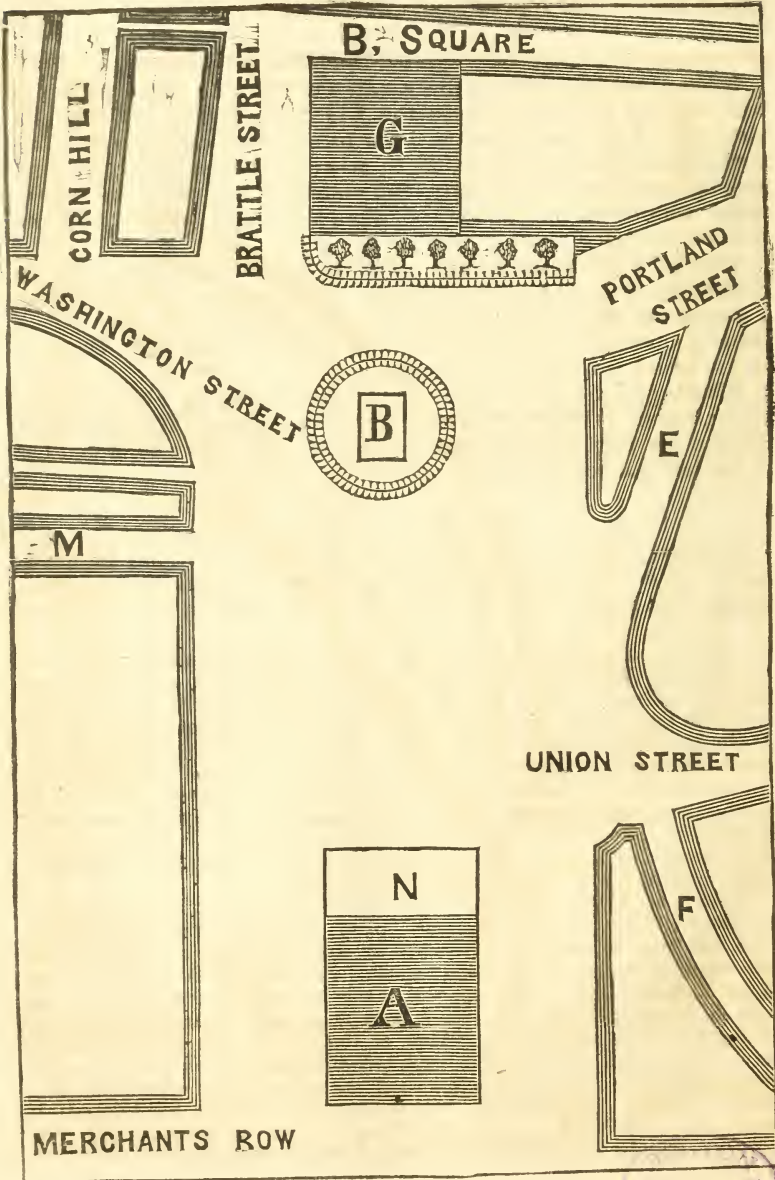 B, SQUARE
CORN HILL
BRATTLE STREET
G
PORTLAND
STREET
WASHINGTON STREET
B
E
M
UNION STREET
N
F
A
MERCHANTS ROW